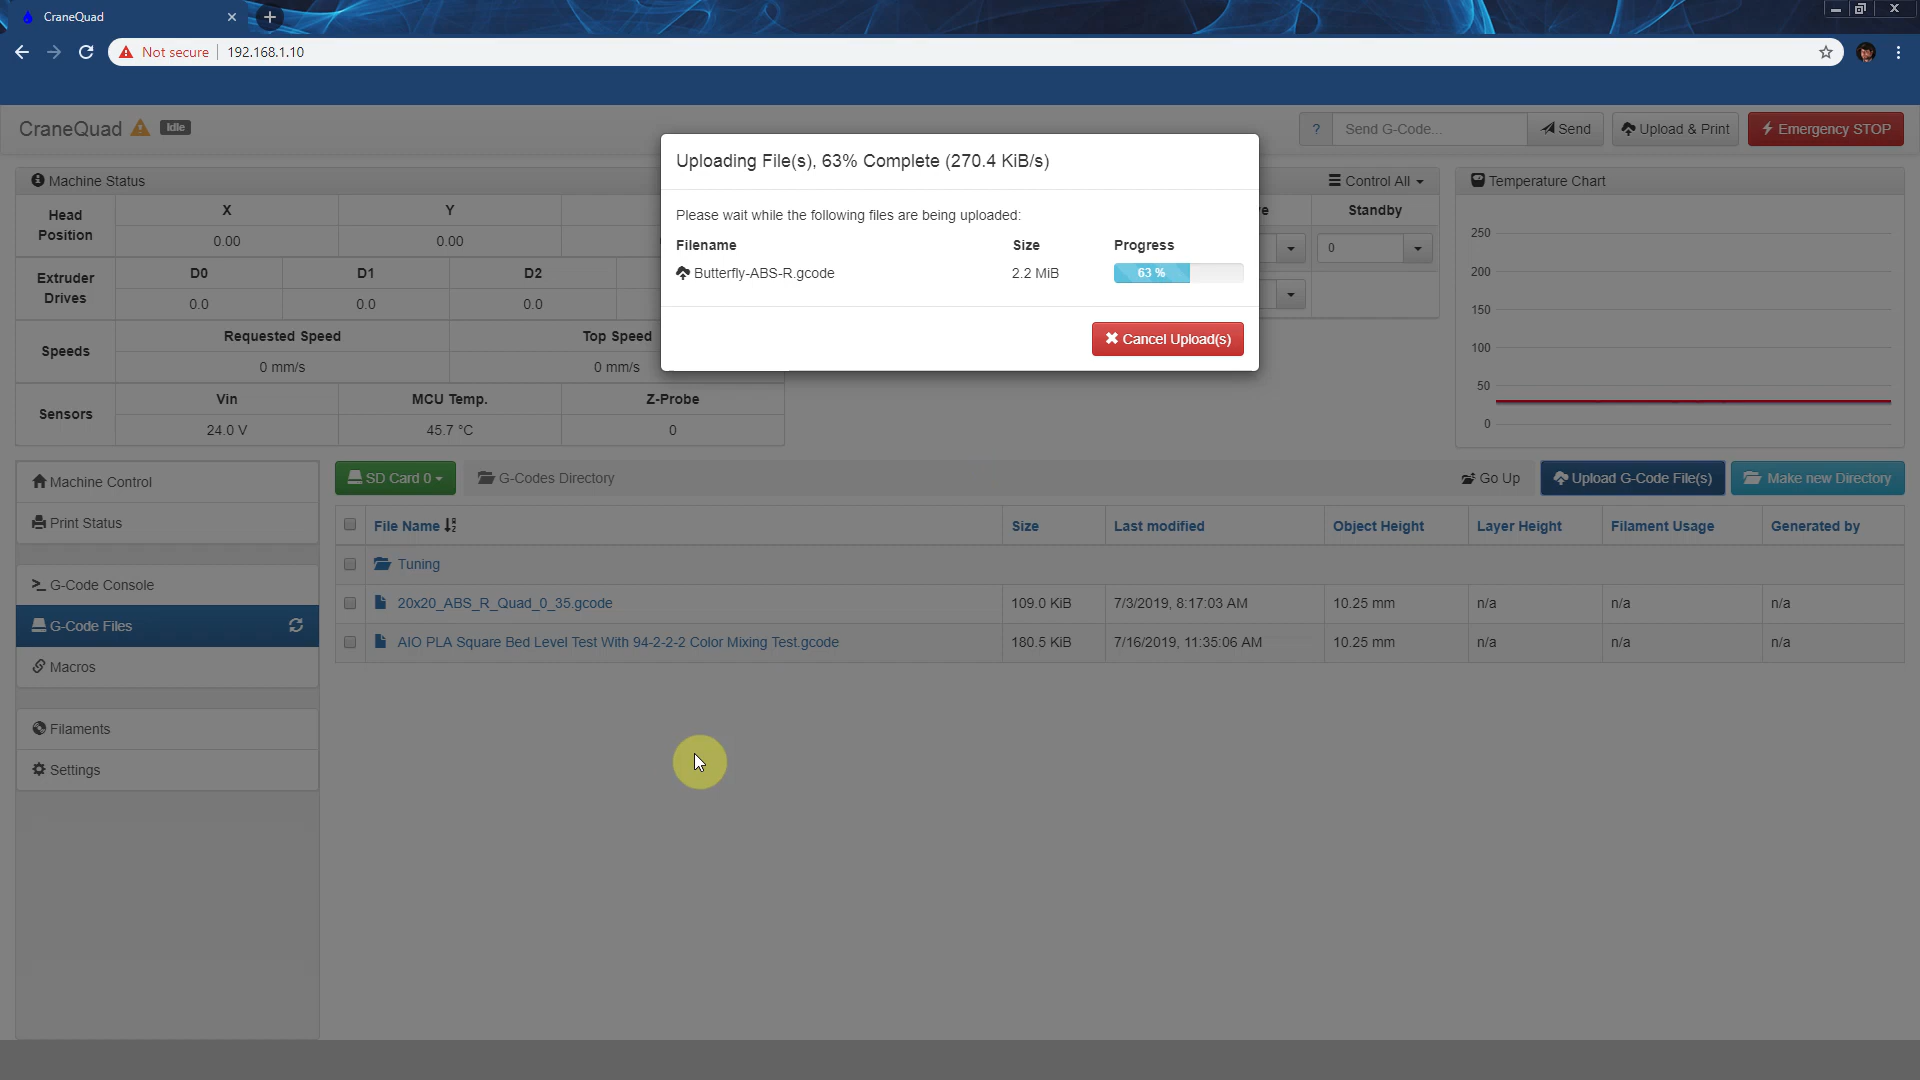 CraneQuad
Not secure 192.168.1.10
CraneQuad Idle
? Send G-Code... Send Upload & Print Emergency STOP
Uploading File(s), 63% Complete (270.4 KiB/s)
Please wait while the following files are being uploaded:
Filename Size Progress
Butterfly-ABS-R.gcode 2.2 MiB 63 %
Cancel Upload(s)
Machine Status
Head Position X Y
0.00 0.00
Extruder Drives D0 D1 D2
0.0 0.0 0.0
Speeds Requested Speed Top Speed
0 mm/s 0 mm/s
Sensors Vin MCU Temp. Z-Probe
24.0 V 45.7 °C 0
Control All
Standby
0
Temperature Chart
250
200
150
100
50
0
Machine Control
Print Status
G-Code Console
G-Code Files
Macros
Filaments
Settings
SD Card 0 G-Codes Directory Go Up Upload G-Code File(s) Make new Directory
File Name Size Last modified Object Height Layer Height Filament Usage Generated by
Tuning
20x20_ABS_R_Quad_0_35.gcode 109.0 KiB 7/3/2019, 8:17:03 AM 10.25 mm n/a n/a n/a
AIO PLA Square Bed Level Test With 94-2-2-2 Color Mixing Test.gcode 180.5 KiB 7/16/2019, 11:35:06 AM 10.25 mm n/a n/a n/a